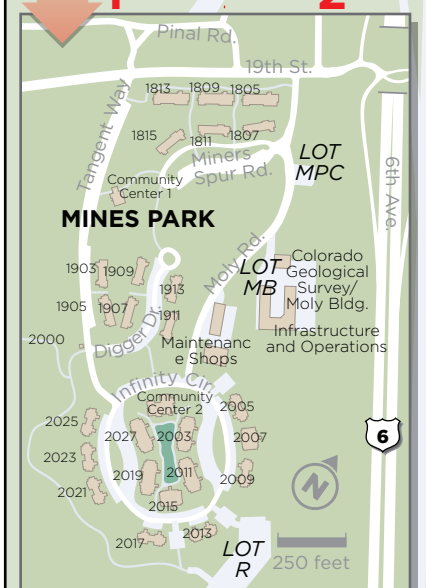 Pinal Rd.
19th St.
Tangent Way
1813
1809
1805
1815
1811
1807
Miners
Spur Rd.
LOT
MPC
6th Ave.
Community
Center 1
MINES PARK
Moly Rd.
LOT
MB
Colorado
Geological
Survey/
Moly Bldg.
1903
1909
1913
1905
1907
1911
2000
Digger Dr.
Maintenanc
e Shops
Infrastructure
and Operations
Infinity Cir.
Community
Center 2
2005
2025
2027
2003
2007
6
2023
2019
2011
2009
2021
2015
N
2017
2013
LOT
R
250 feet